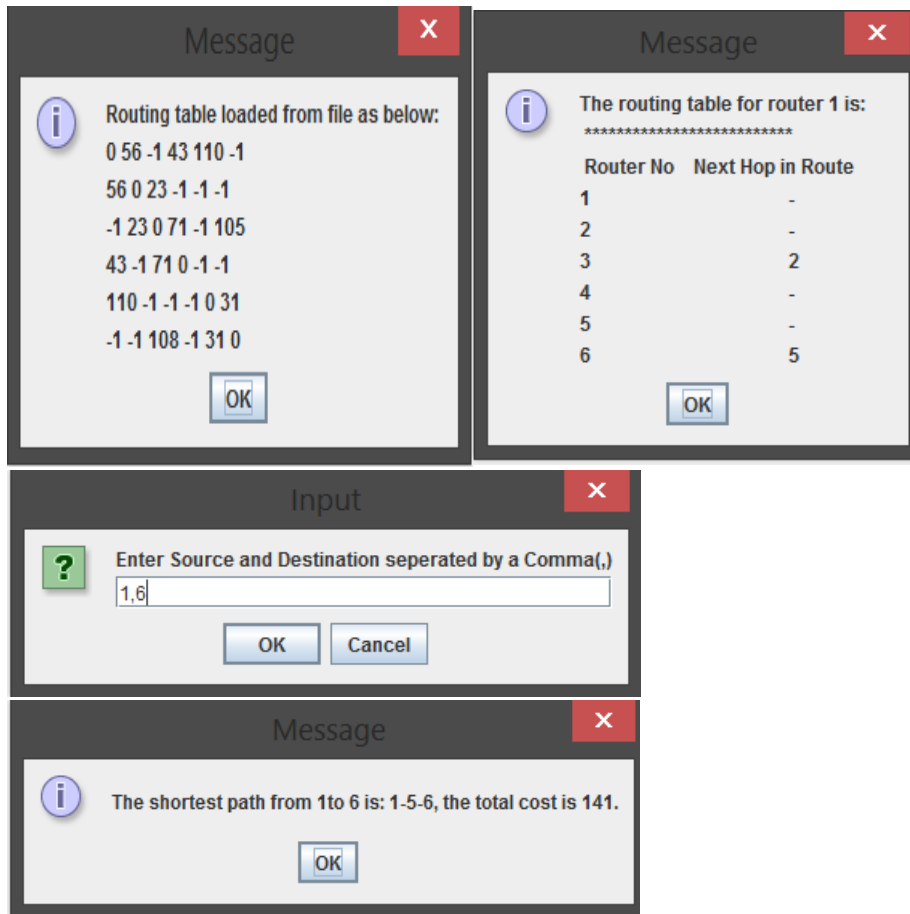 Message
X
Routing table loaded from file as below:
0 56 -1 43 110 -1
56 0 23 -1 -1 -1
-1 23 0 71 -1 105
43 -1 71 0 -1 -1
110 -1 -1 -1 0 31
-1 -1 108 -1 31 0
OK
Message
X
The routing table for router 1 is:
**************************
Router No Next Hop in Route
1 -
2 -
3 2
4 -
5 -
6 5
OK
Input
X
?
Enter Source and Destination seperated by a Comma(,)
1,6
OK Cancel
Message
X
The shortest path from 1to 6 is: 1-5-6, the total cost is 141.
OK